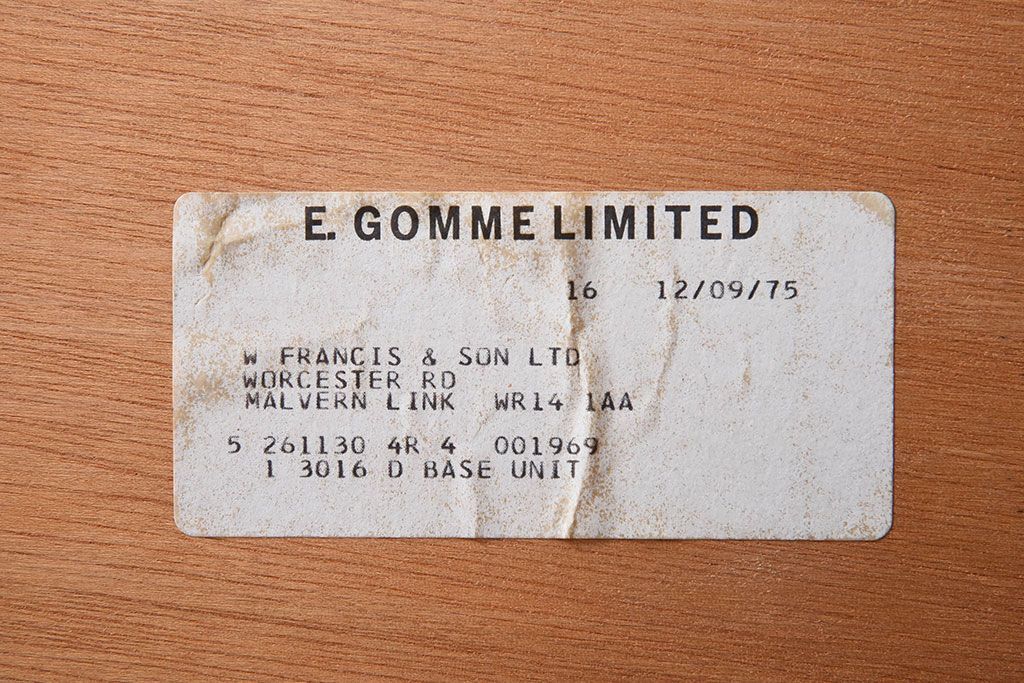 E. GOMME LIMITED
16 12/09/75
W FRANCIS & SON LTD
WORCESTER RD
MALVERN LINK WR14 1AA
5 261130 4R 4 001969
1 3016 D BASE UNIT